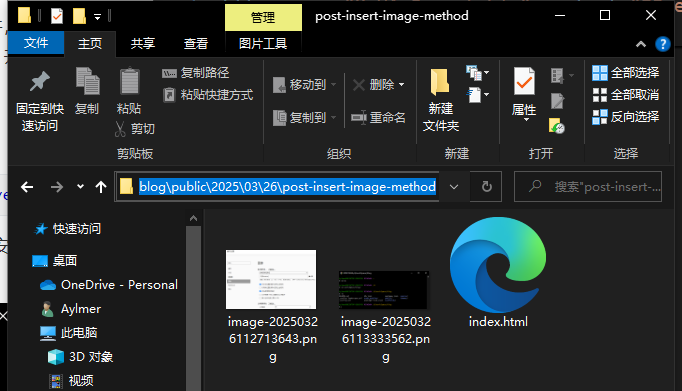 管理
post-insert-image-method
文件
主页
共享
查看
图片工具
固定到快
速访问
复制
粘贴
复制路径
粘贴快捷方式
剪切
剪贴板
移动到
复制到
删除
重命名
组织
新建
文件夹
新建
属性
打开
全部选择
全部取消
反向选择
选择
blog\public\2025\03\26\post-insert-image-method
搜索"post-insert-...
快速访问
桌面
OneDrive - Personal
Aylmer
此电脑
3D 对象
视频
image-2025032
6112713643.pn
g
image-2025032
6113333562.pn
g
index.html